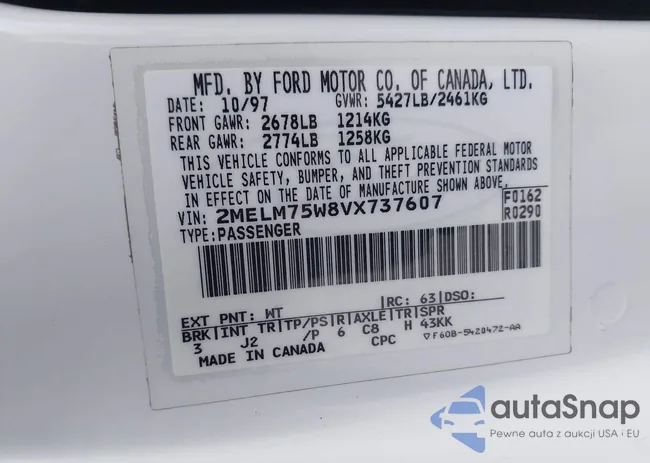 MFD. BY FORD MOTOR CO. OF CANADA, LTD.
DATE: 10/97 GVWR: 5427LB/2461KG
FRONT GAWR: 2678LB 1214KG
REAR GAWR: 2774LB 1258KG
THIS VEHICLE CONFORMS TO ALL APPLICABLE FEDERAL MOTOR
VEHICLE SAFETY, BUMPER, AND THEFT PREVENTION STANDARDS
IN EFFECT ON THE DATE OF MANUFACTURE SHOWN ABOVE.
VIN: 2MELM75W8VX737607 F0162
TYPE: PASSENGER R0290
EXT PNT: WT RC: 63 DSO:
BRK INT TR TP/PS R AXLE TR SPR
3 J2 /P 6 C8 H 43KK
MADE IN CANADA CPC ▽F60B-5420472-AA
autoSnap
Pewne auta z aukcji USA i EU